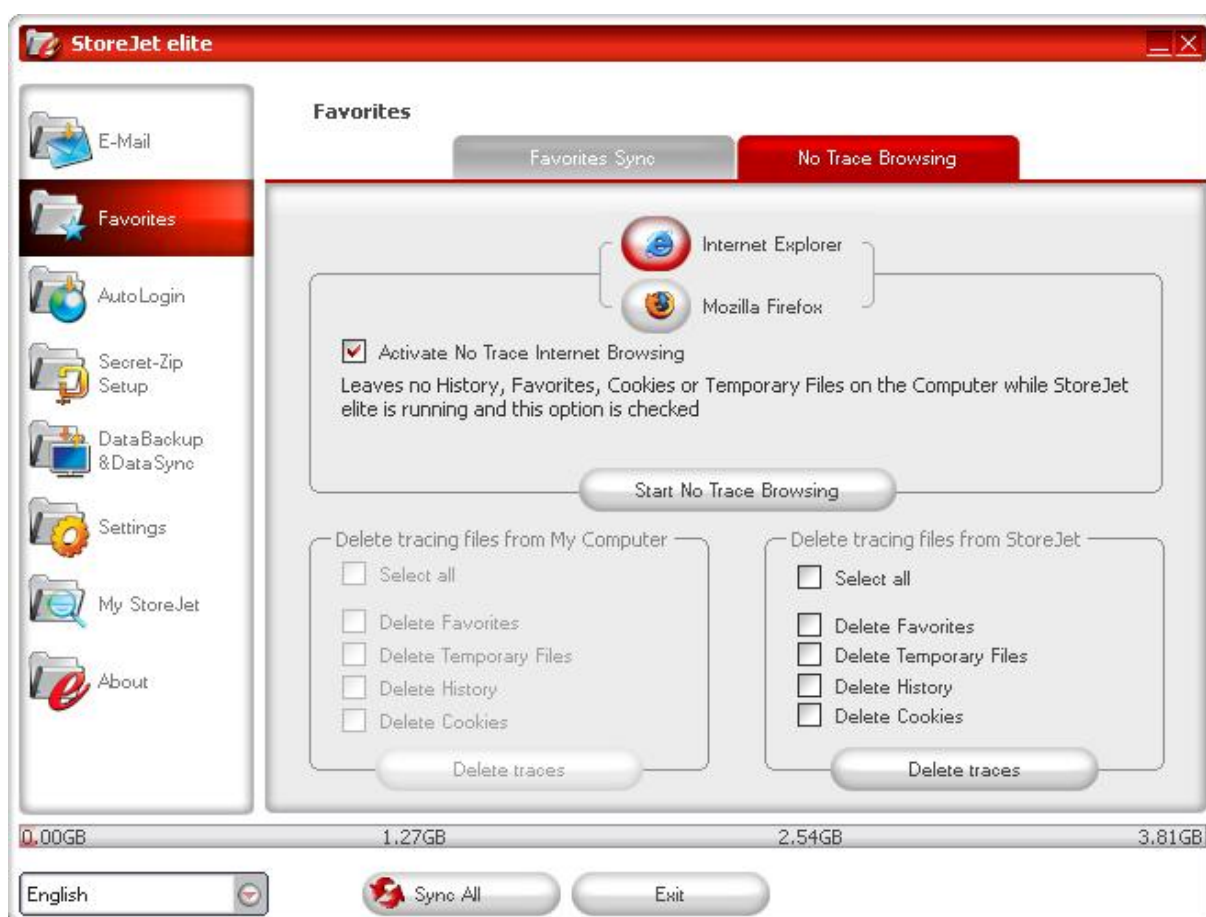 StoreJet elite
E-Mail
Favorites
AutoLogin
Secret-Zip
Setup
DataBackup
&DataSync
Settings
My StoreJet
About
Favorites
Favorites Sync
No Trace Browsing
Internet Explorer
Mozilla Firefox
Activate No Trace Internet Browsing
Leaves no History, Favorites, Cookies or Temporary Files on the Computer while StoreJet
elite is running and this option is checked
Start No Trace Browsing
Delete tracing files from My Computer
Select all
Delete Favorites
Delete Temporary Files
Delete History
Delete Cookies
Delete traces
Delete tracing files from StoreJet
Select all
Delete Favorites
Delete Temporary Files
Delete History
Delete Cookies
Delete traces
0.00GB 1.27GB 2.54GB 3.81GB
English
Sync All
Exit